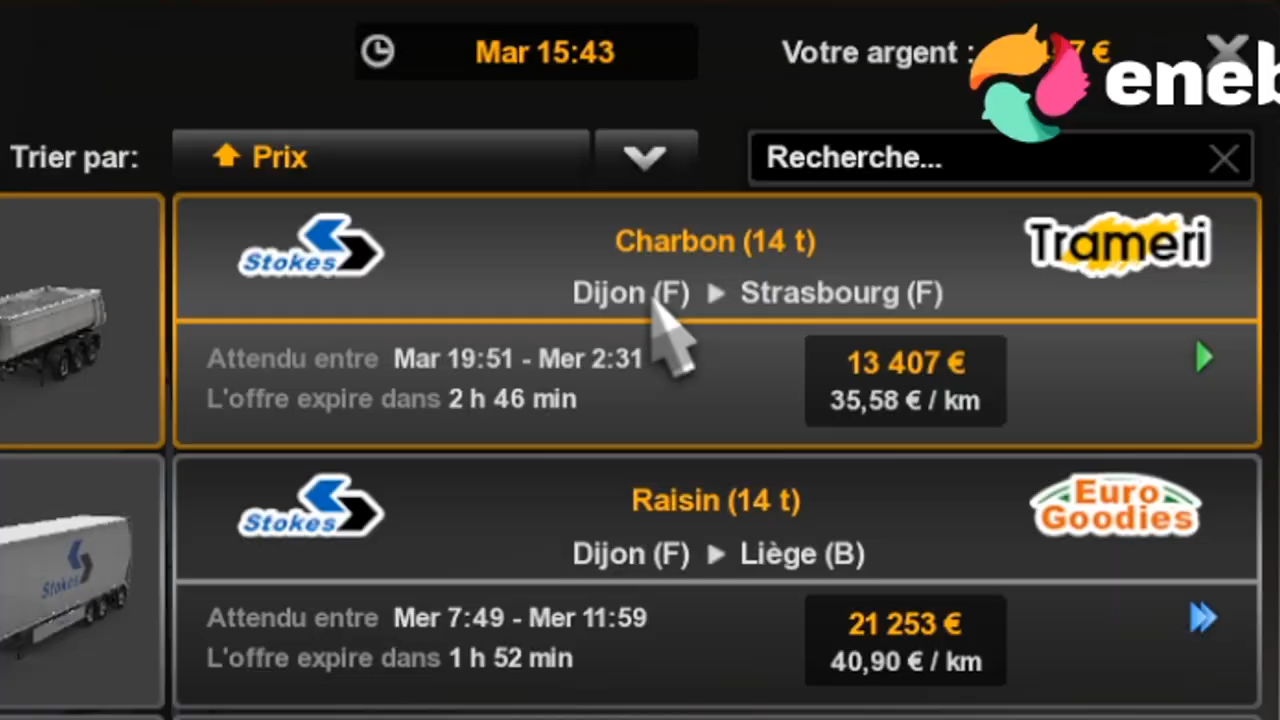 Mar 15:43
Votre argent : 7 €
eneb
Trier par:
Prix
Recherche...
Stokes
Charbon (14 t)
Trameri
Dijon (F) ▶ Strasbourg (F)
Attendu entre Mar 19:51 - Mer 2:31
13 407 €
L'offre expire dans 2 h 46 min
35,58 € / km
Stokes
Raisin (14 t)
Euro
Goodies
Dijon (F) ▶ Liège (B)
Stokes
Attendu entre Mer 7:49 - Mer 11:59
21 253 €
L'offre expire dans 1 h 52 min
40,90 € / km